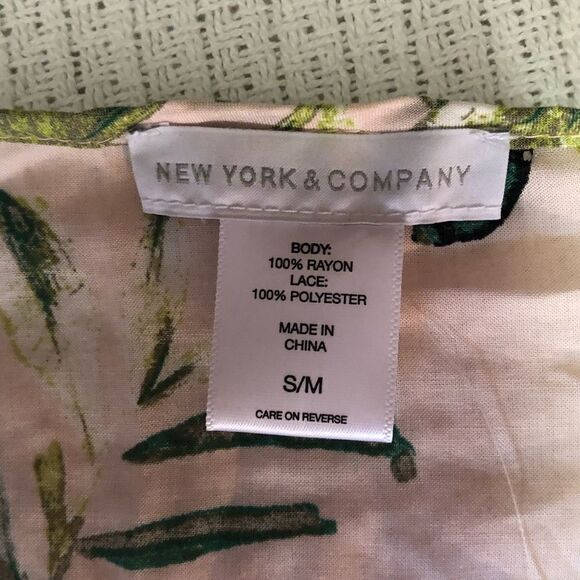 NEW YORK & COMPANY
BODY:
100% RAYON
LACE:
100% POLYESTER
MADE IN
CHINA
S/M
CARE ON REVERSE